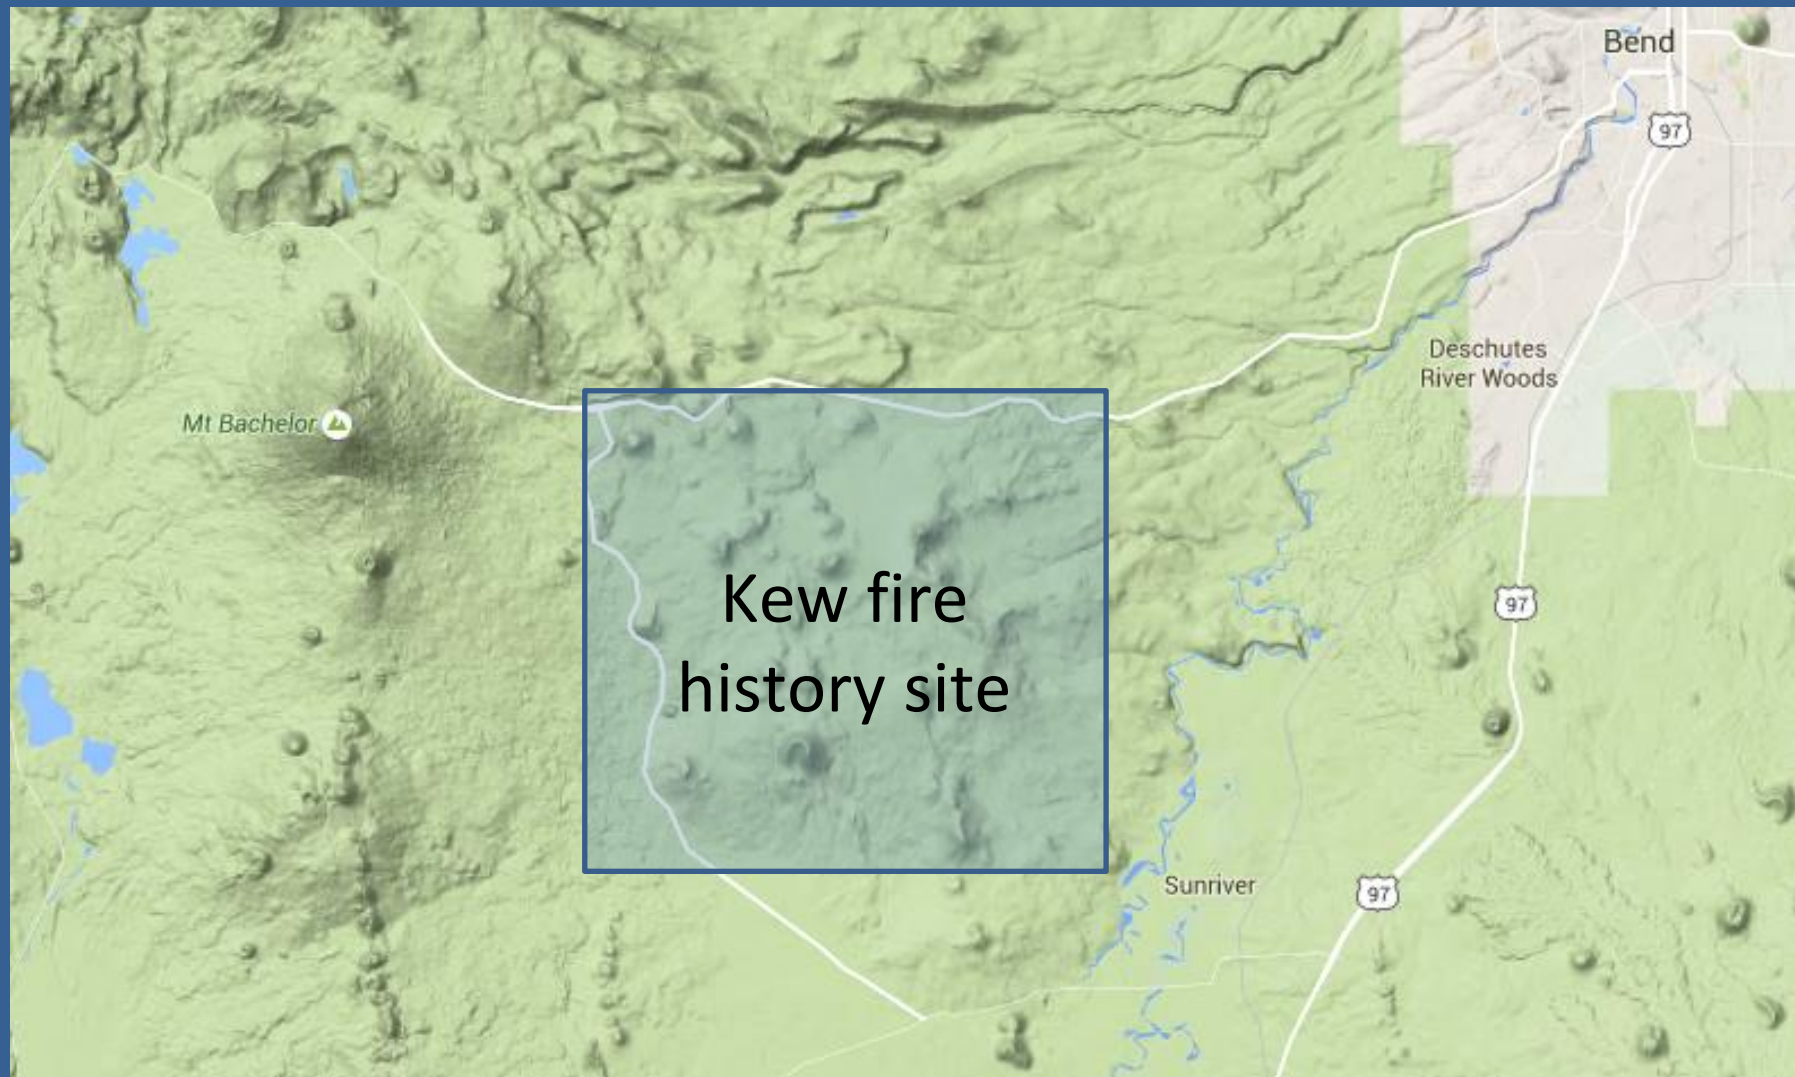 Bend
97
Deschutes
River Woods
Mt Bachelor
Kew fire
history site
97
Sunriver
97